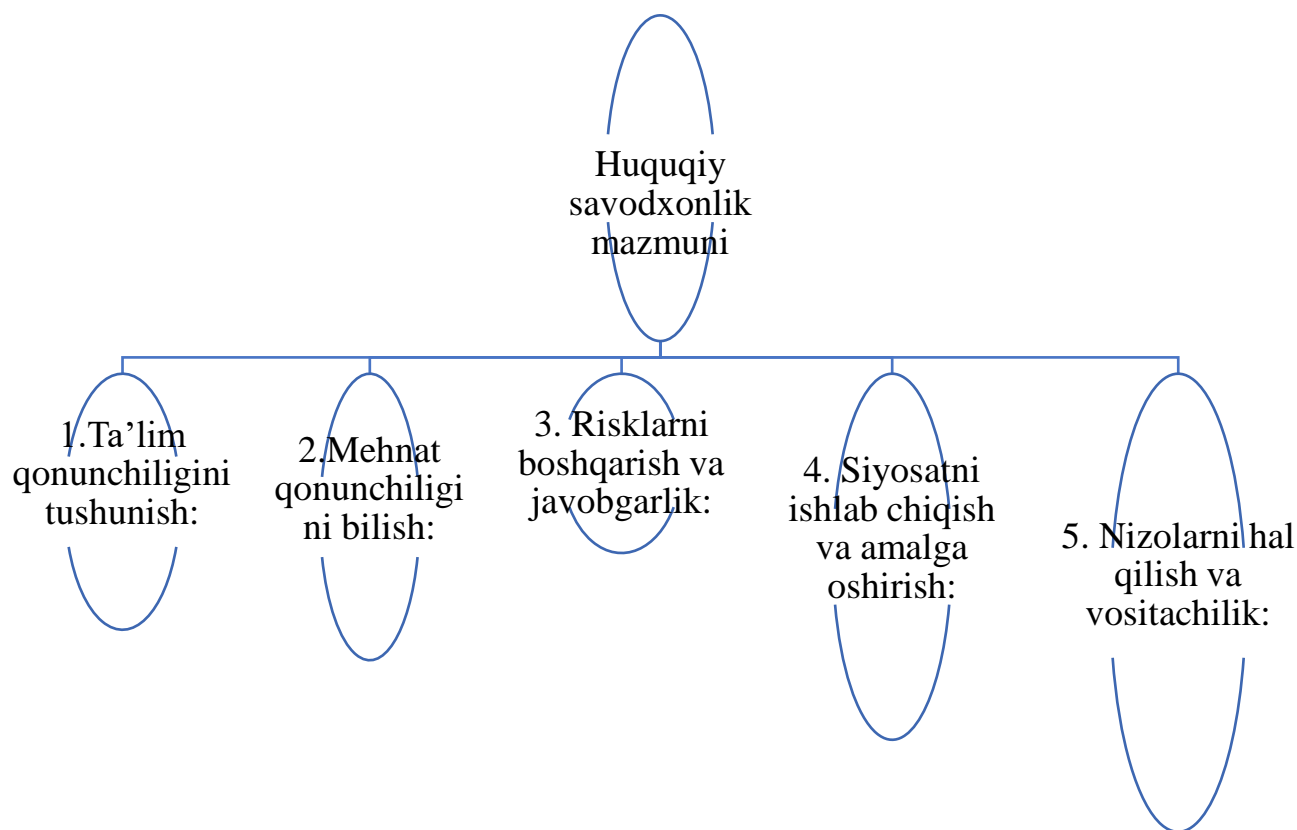 Huquqiy
savodxonlik
mazmuni
1.Ta’lim
qonunchiligini
tushunish:
2.Mehnat
qonunchiligi
ni bilish:
3. Risklarni
boshqarish va
javobgarlik:
4. Siyosatni
ishlab chiqish
va amalga
oshirish:
5. Nizolarni hal
qilish va
vositachilik: